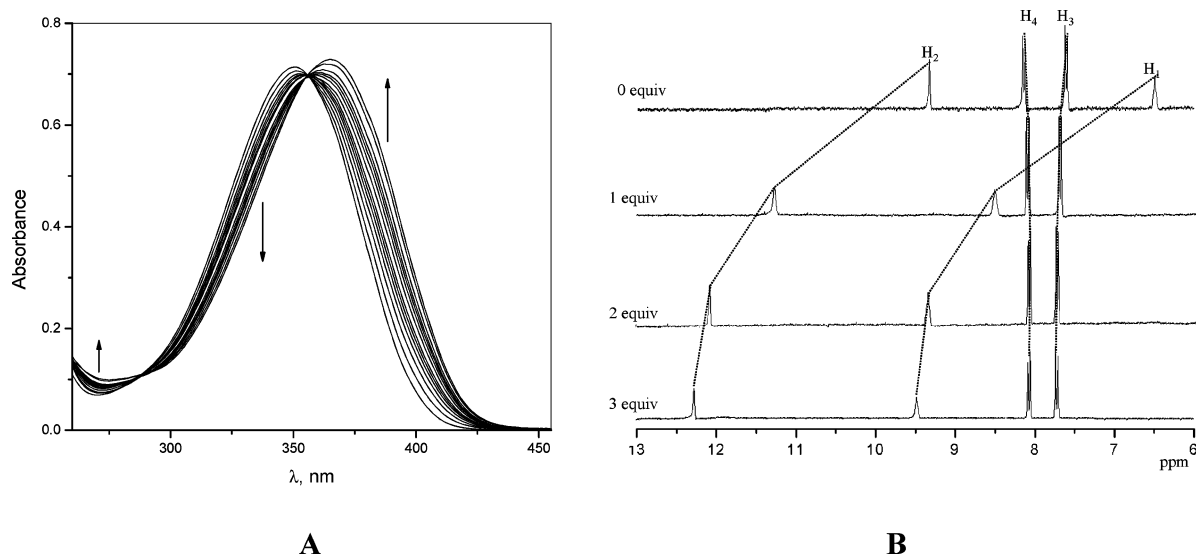 0.8
0.6
0.4
0.2
0.0
Absorbance
300
350
400
450
λ, nm
A
H2
H4
H3
H1
0 equiv
1 equiv
2 equiv
3 equiv
13
12
11
10
9
8
7
6
ppm
B